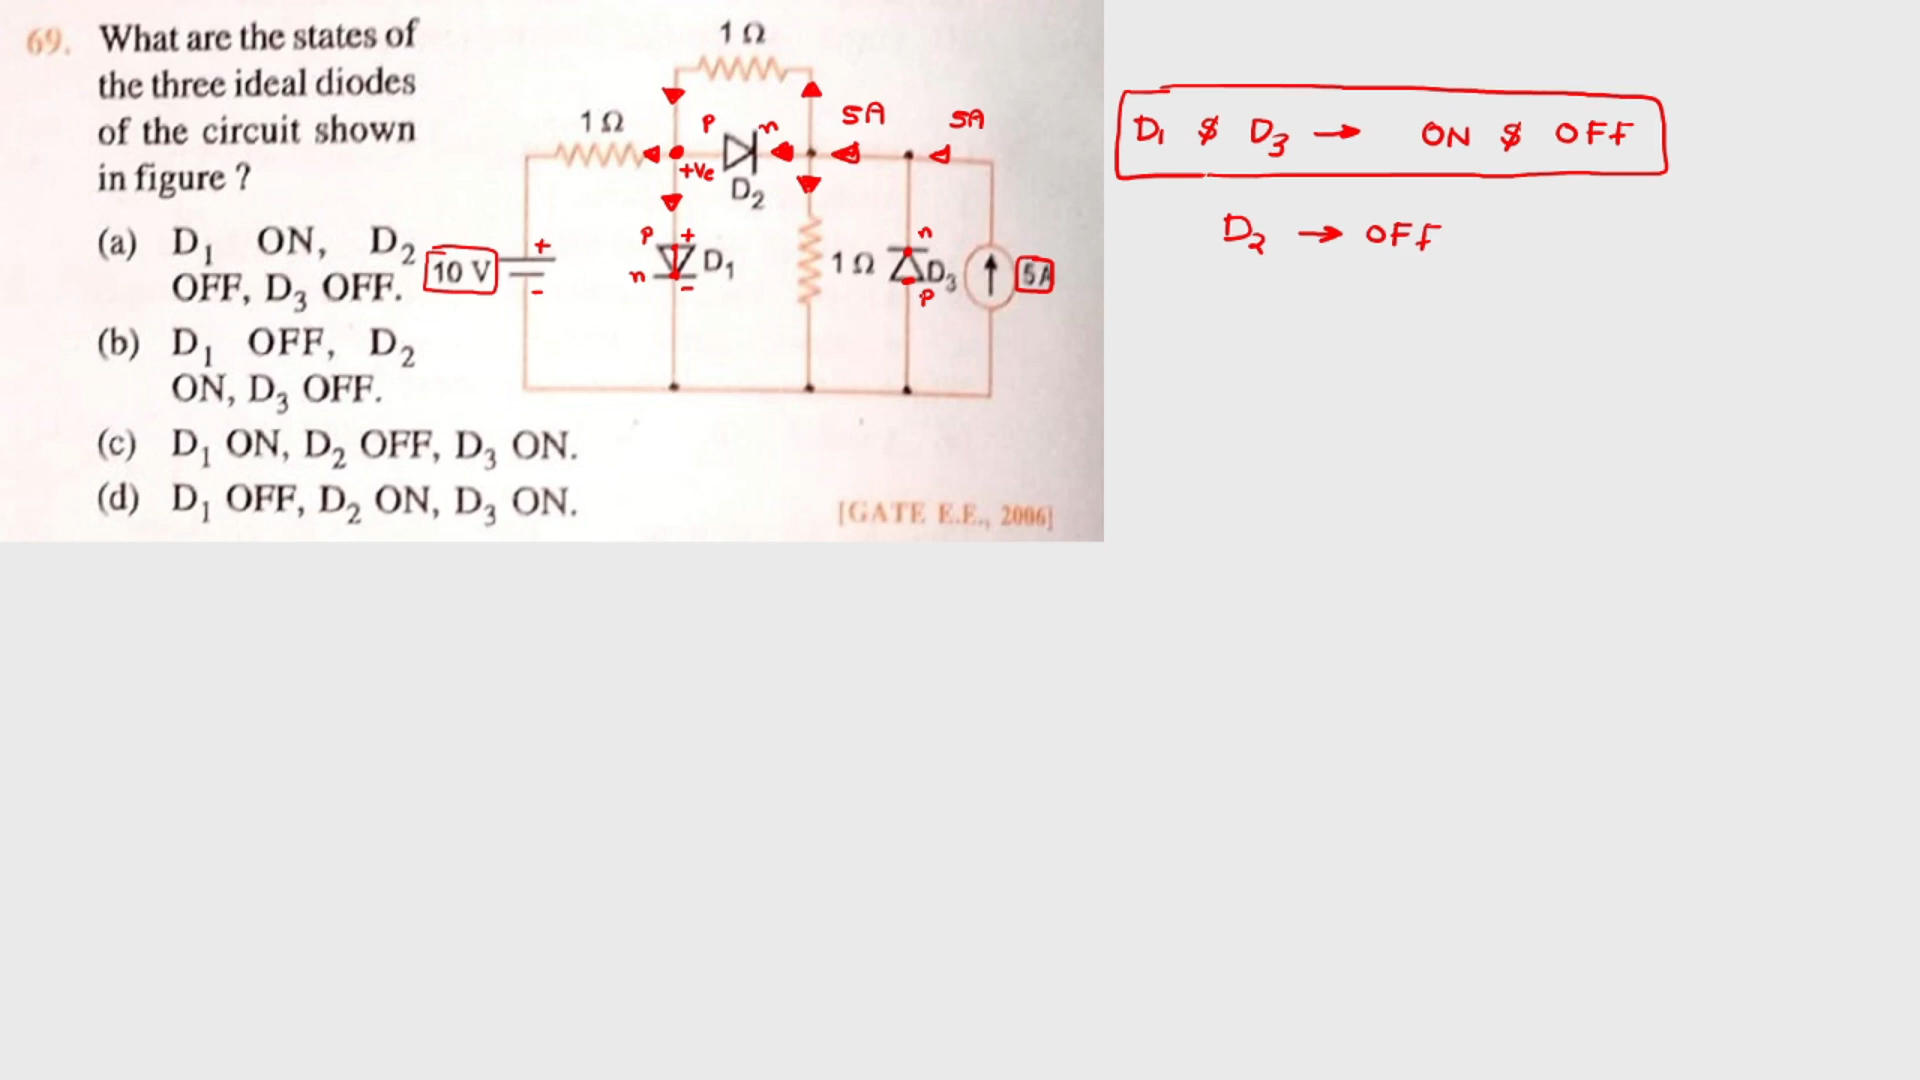 69. What are the states of
the three ideal diodes
of the circuit shown
in figure ?
(a) D₁ ON, D₂
OFF, D₃ OFF.
(b) D₁ OFF, D₂
ON, D₃ OFF.
(c) D₁ ON, D₂ OFF, D₃ ON.
(d) D₁ OFF, D₂ ON, D₃ ON.
[GATE E.E., 2006]
1 Ω
1 Ω
P
n
5A
5A
+ve
D₂
10 V
+
-
P
+
n
-
D₁
1 Ω
n
D₃
P
5A
D₁ $ D₃ → ON $ OFF
D₂ → OFF